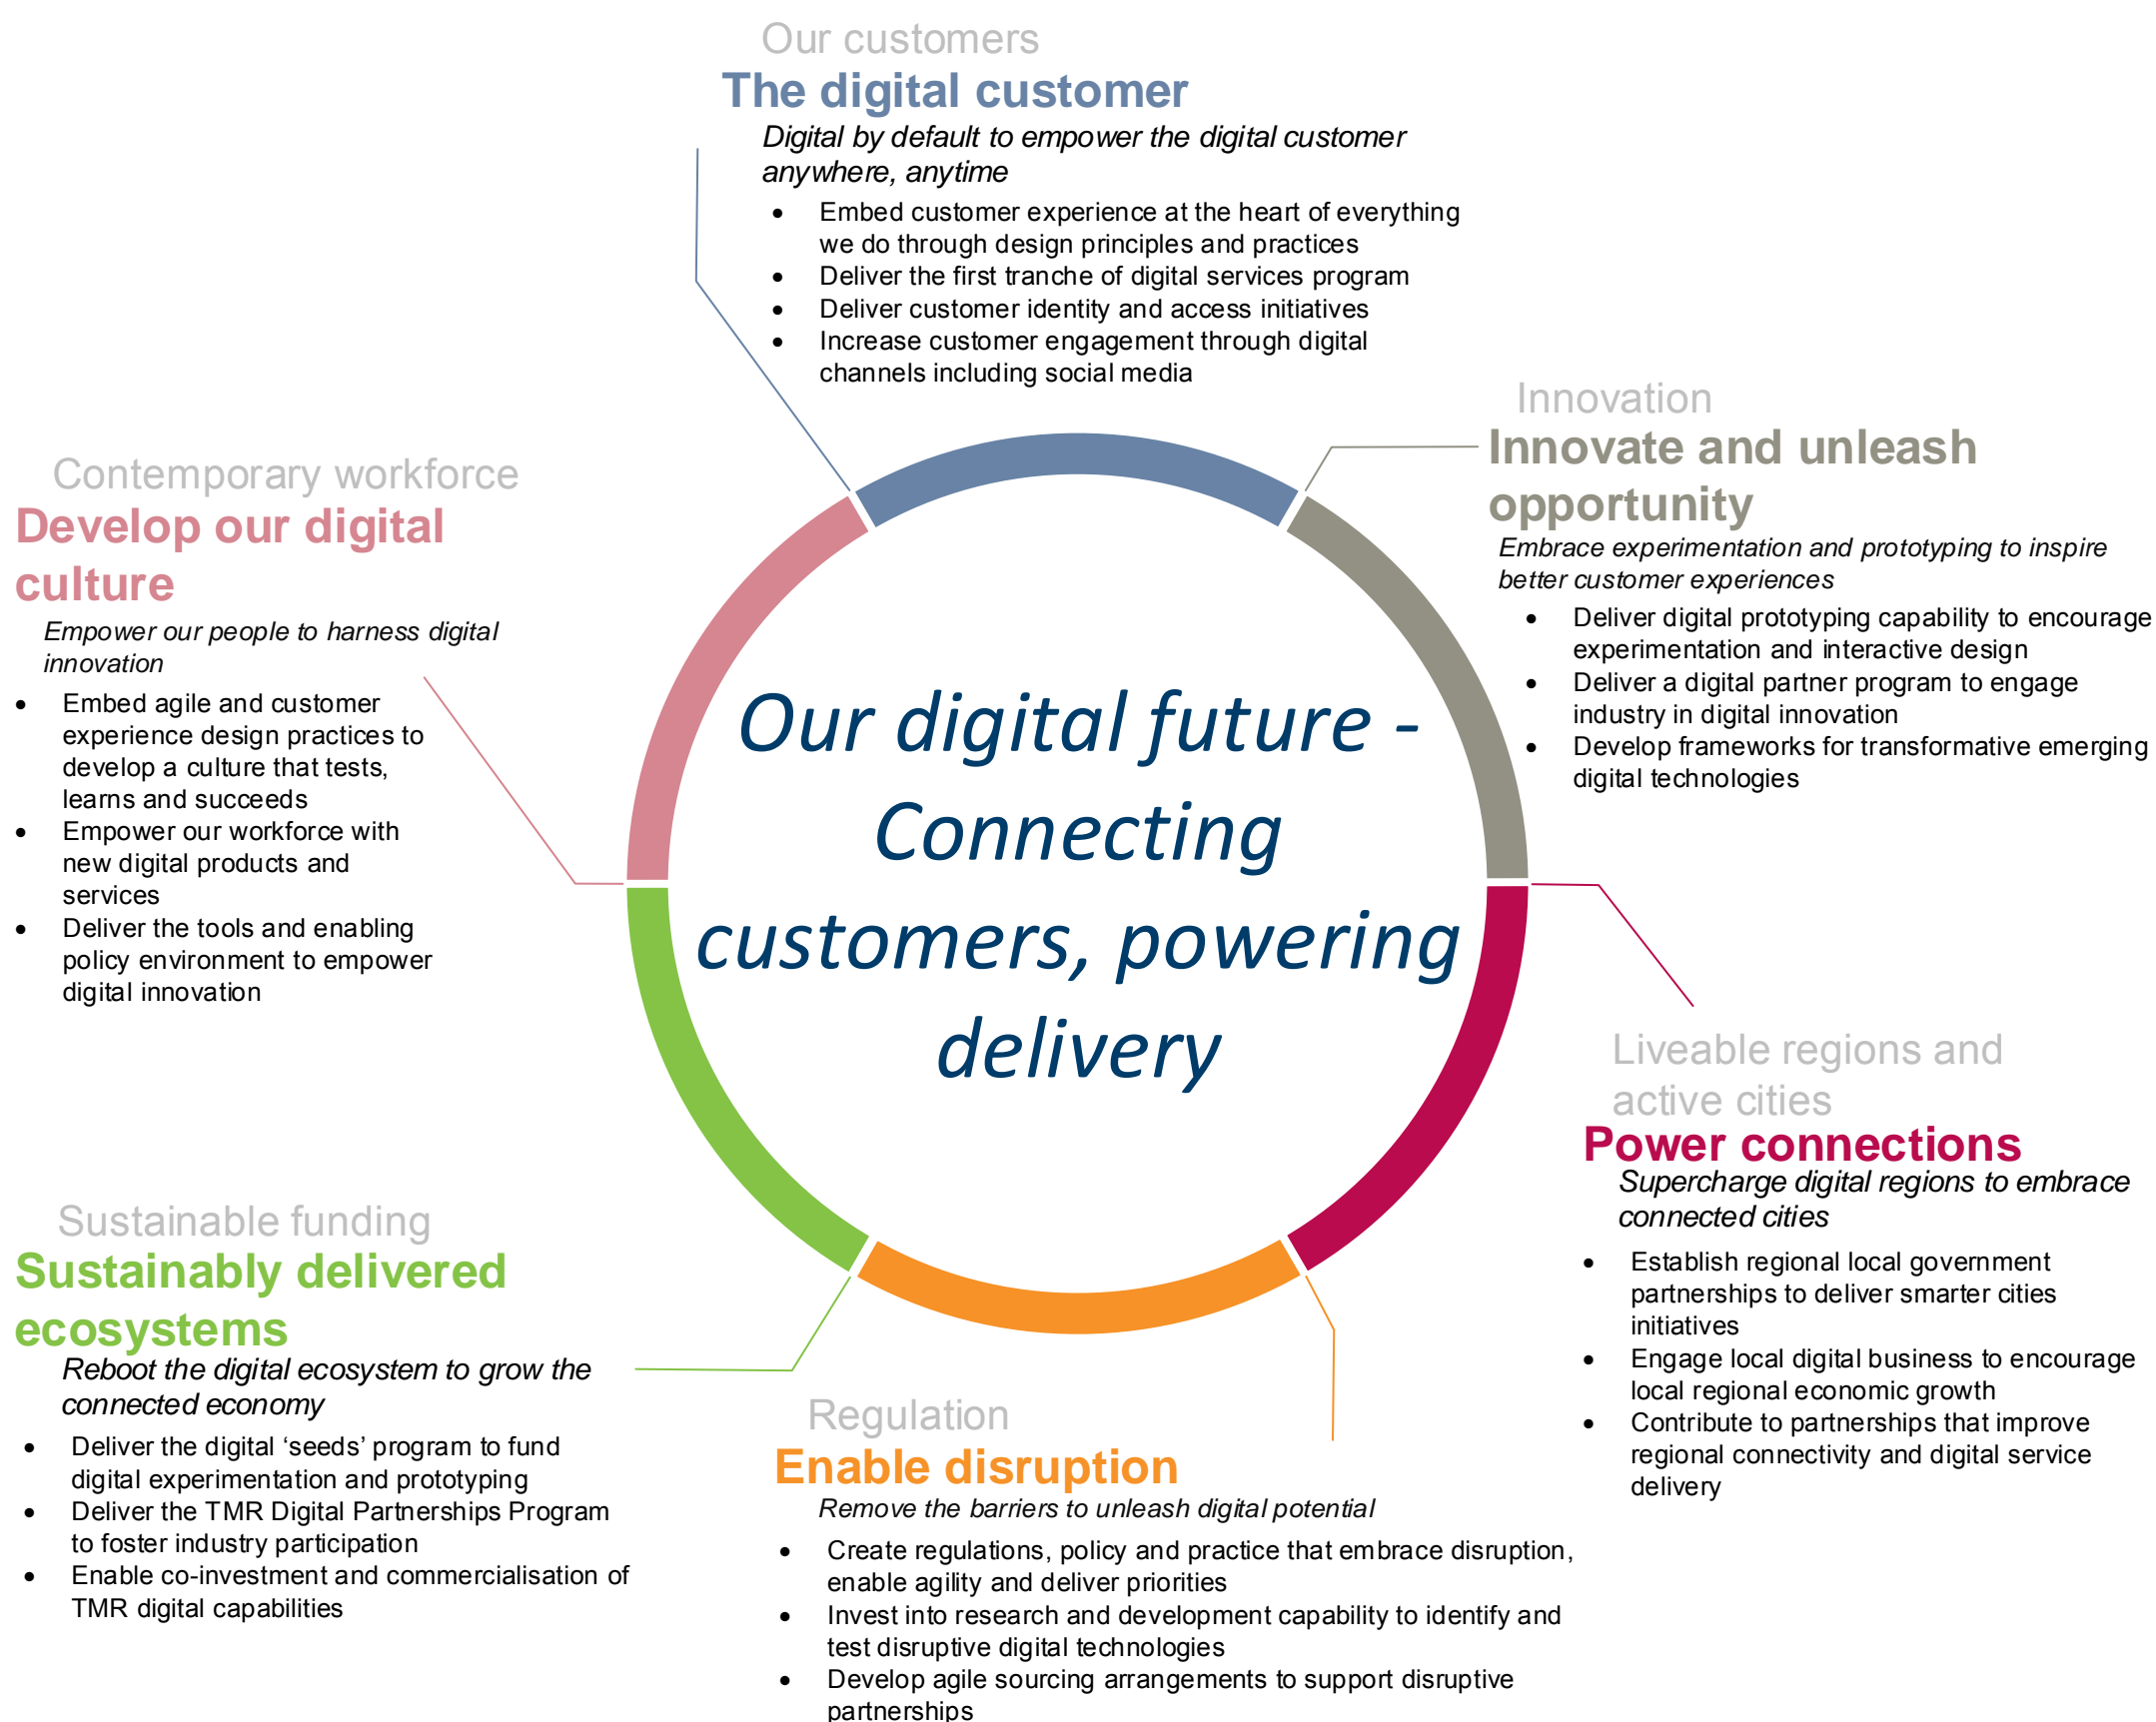 Our customers
The digital customer
Digital by default to empower the digital customer
anywhere, anytime
• Embed customer experience at the heart of everything
we do through design principles and practices
• Deliver the first tranche of digital services program
• Deliver customer identity and access initiatives
• Increase customer engagement through digital
channels including social media
Innovation
Innovate and unleash
opportunity
Embrace experimentation and prototyping to inspire
better customer experiences
• Deliver digital prototyping capability to encourage
experimentation and interactive design
• Deliver a digital partner program to engage
industry in digital innovation
• Develop frameworks for transformative emerging
digital technologies
Contemporary workforce
Develop our digital
culture
Empower our people to harness digital
innovation
• Embed agile and customer
experience design practices to
develop a culture that tests,
learns and succeeds
• Empower our workforce with
new digital products and
services
• Deliver the tools and enabling
policy environment to empower
digital innovation
Our digital future -
Connecting
customers, powering
delivery
Liveable regions and
active cities
Power connections
Supercharge digital regions to embrace
connected cities
• Establish regional local government
partnerships to deliver smarter cities
initiatives
• Engage local digital business to encourage
local regional economic growth
• Contribute to partnerships that improve
regional connectivity and digital service
delivery
Sustainable funding
Sustainably delivered
ecosystems
Reboot the digital ecosystem to grow the
connected economy
• Deliver the digital ‘seeds’ program to fund
digital experimentation and prototyping
• Deliver the TMR Digital Partnerships Program
to foster industry participation
• Enable co-investment and commercialisation of
TMR digital capabilities
Regulation
Enable disruption
Remove the barriers to unleash digital potential
• Create regulations, policy and practice that embrace disruption,
enable agility and deliver priorities
• Invest into research and development capability to identify and
test disruptive digital technologies
• Develop agile sourcing arrangements to support disruptive
partnerships